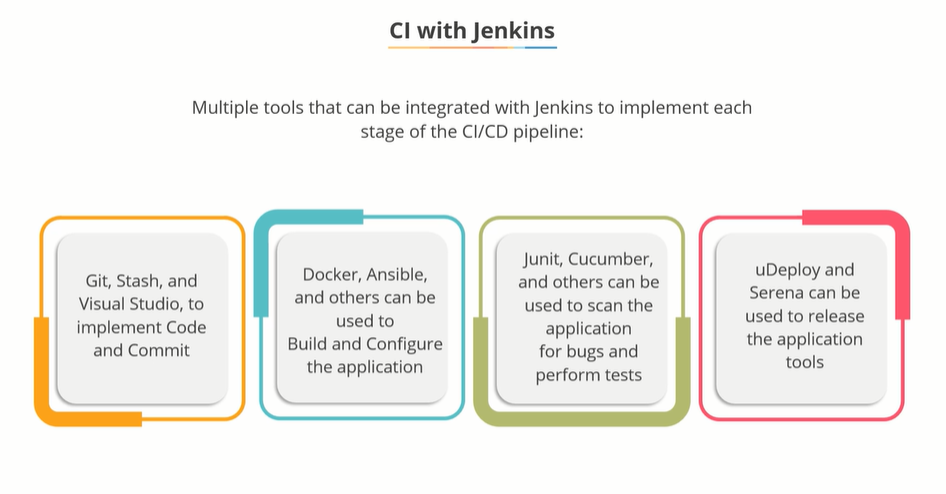 CI with Jenkins
Multiple tools that can be integrated with Jenkins to implement each
stage of the CI/CD pipeline:
Git, Stash, and
Visual Studio, to
implement Code
and Commit
Docker, Ansible,
and others can be
used to
Build and Configure
the application
Junit, Cucumber,
and others can be
used to scan the
application
for bugs and
perform tests
uDeploy and
Serena can be
used to release
the application
tools